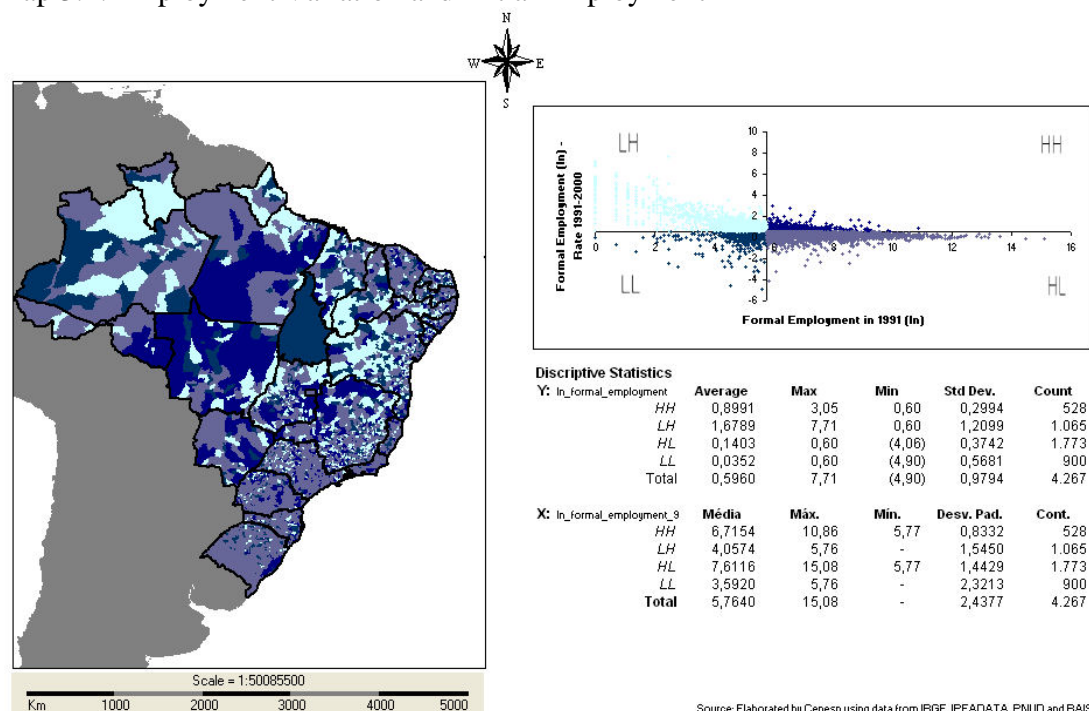 N
W E
S
LH HH
LL HL
Formal Employment (ln) -
Rate 1991-2000
10
8
6
4
2
0 2 4 6 8 10 12 14 16
-2
-4
-6
Formal Employment in 1991 (ln)
Discriptive Statistics
Y: ln_formal_employment Average Max Min Std Dev. Count
HH 0,8991 3,05 0,60 0,2994 528
LH 1,6789 7,71 0,60 1,2099 1.065
HL 0,1403 0,60 (4,06) 0,3742 1.773
LL 0,0352 0,60 (4,90) 0,5681 900
Total 0,5960 7,71 (4,90) 0,9794 4.267
X: ln_formal_employment_9 Média Máx. Mín. Desv. Pad. Cont.
HH 6,7154 10,86 5,77 0,8332 528
LH 4,0574 5,76 - 1,5450 1.065
HL 7,6116 15,08 5,77 1,4429 1.773
LL 3,5920 5,76 - 2,3213 900
Total 5,7640 15,08 - 2,4377 4.267
Scale = 1:50085500
Km 1000 2000 3000 4000 5000
Source: Elaborated by Cepesp using data from IBGE, IPEADATA, PNUD and RAIS